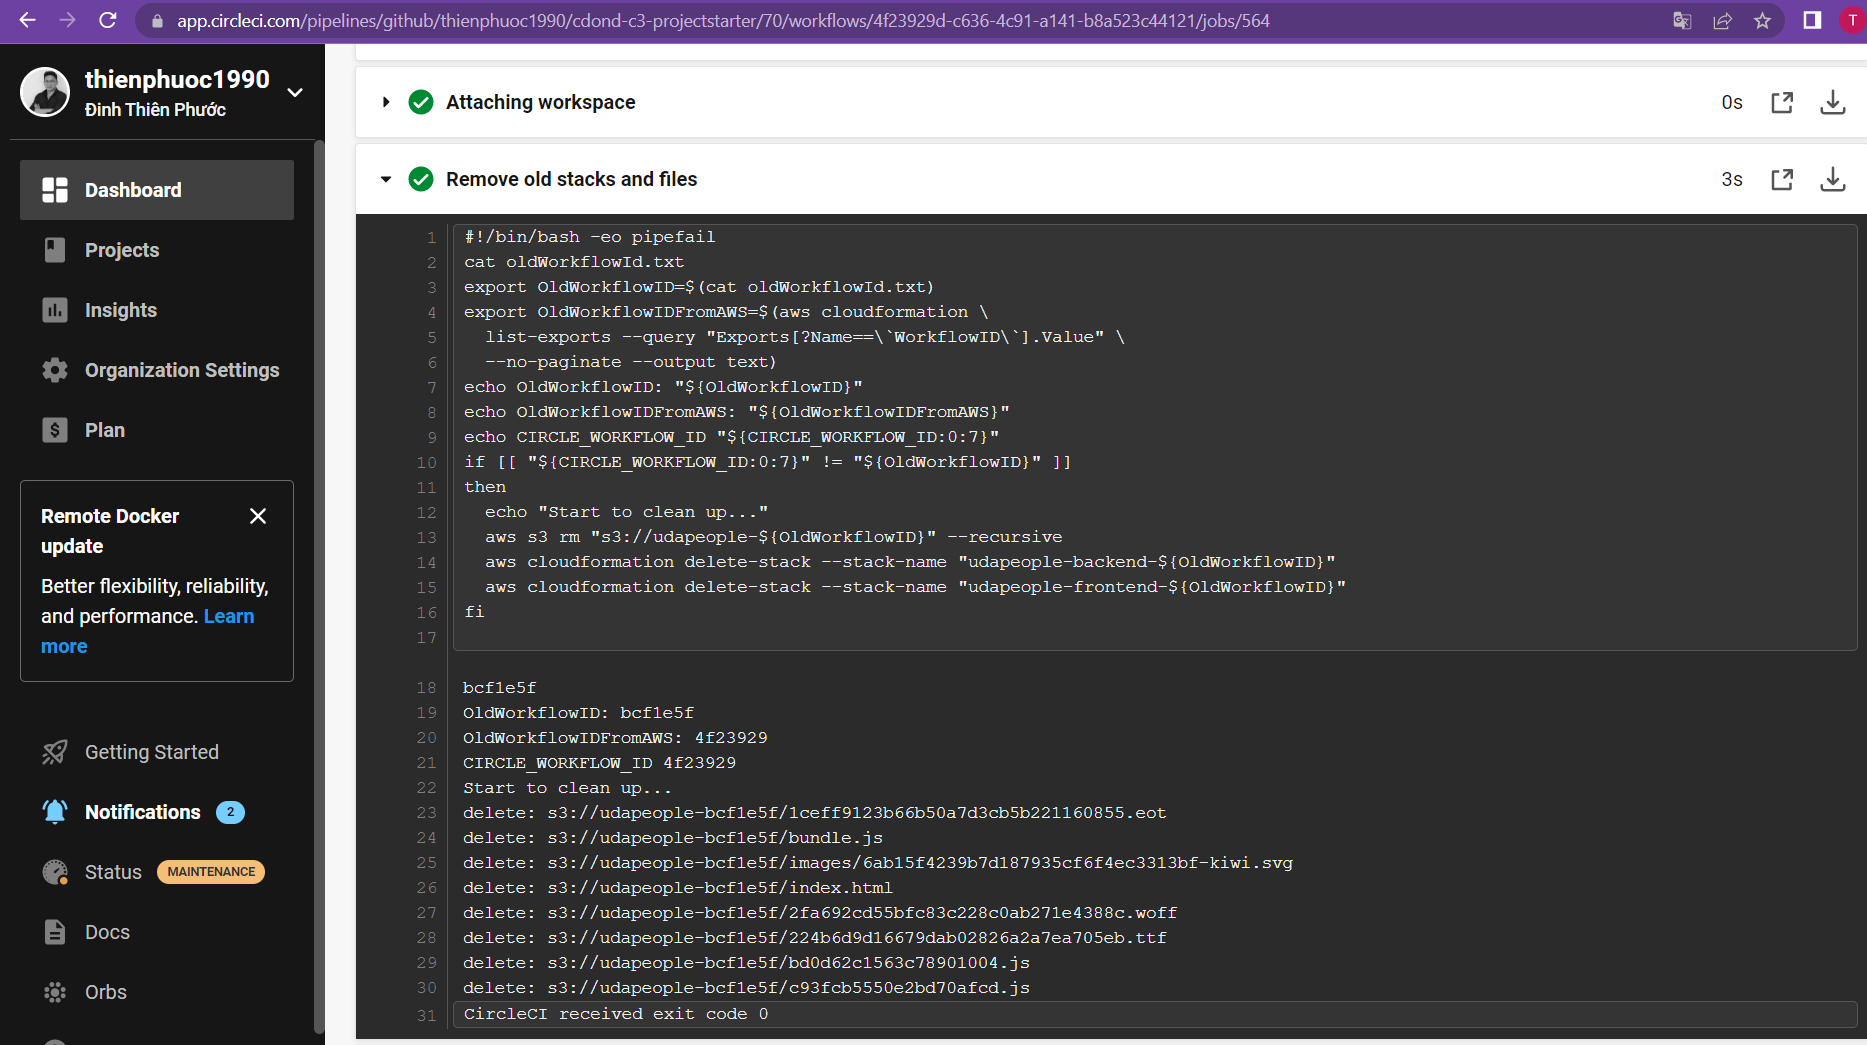 app.circleci.com/pipelines/github/thienphuoc1990/cdond-c3-projectstarter/70/workflows/4f23929d-c636-4c91-a141-b8a523c44121/jobs/564
T
thienphuoc1990
Đinh Thiên Phước
Dashboard
Projects
Insights
Organization Settings
Plan
Remote Docker
update
Better flexibility, reliability,
and performance. Learn
more
Getting Started
Notifications 2
Status MAINTENANCE
Docs
Orbs
Attaching workspace 0s
Remove old stacks and files 3s
1 #!/bin/bash -eo pipefail
2 cat oldWorkflowId.txt
3 export OldWorkflowID=$(cat oldWorkflowId.txt)
4 export OldWorkflowIDFromAWS=$(aws cloudformation \
5 list-exports --query "Exports[?Name==\`WorkflowID\`].Value" \
6 --no-paginate --output text)
7 echo OldWorkflowID: "${OldWorkflowID}"
8 echo OldWorkflowIDFromAWS: "${OldWorkflowIDFromAWS}"
9 echo CIRCLE_WORKFLOW_ID "${CIRCLE_WORKFLOW_ID:0:7}"
10 if [[ "${CIRCLE_WORKFLOW_ID:0:7}" != "${OldWorkflowID}" ]]
11 then
12 echo "Start to clean up..."
13 aws s3 rm "s3://udapeople-${OldWorkflowID}" --recursive
14 aws cloudformation delete-stack --stack-name "udapeople-backend-${OldWorkflowID}"
15 aws cloudformation delete-stack --stack-name "udapeople-frontend-${OldWorkflowID}"
16 fi
17
18 bcf1e5f
19 OldWorkflowID: bcf1e5f
20 OldWorkflowIDFromAWS: 4f23929
21 CIRCLE_WORKFLOW_ID 4f23929
22 Start to clean up...
23 delete: s3://udapeople-bcf1e5f/1ceff9123b66b50a7d3cb5b221160855.eot
24 delete: s3://udapeople-bcf1e5f/bundle.js
25 delete: s3://udapeople-bcf1e5f/images/6ab15f4239b7d187935cf6f4ec3313bf-kiwi.svg
26 delete: s3://udapeople-bcf1e5f/index.html
27 delete: s3://udapeople-bcf1e5f/2fa692cd55bfc83c228c0ab271e4388c.woff
28 delete: s3://udapeople-bcf1e5f/224b6d9d16679dab02826a2a7ea705eb.ttf
29 delete: s3://udapeople-bcf1e5f/bd0d62c1563c78901004.js
30 delete: s3://udapeople-bcf1e5f/c93fcb5550e2bd70afcd.js
31 CircleCI received exit code 0